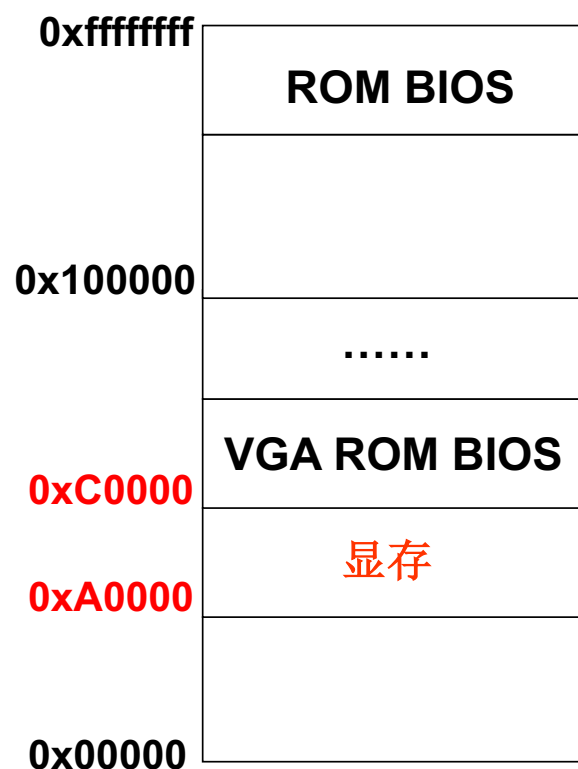 0xffffffff
ROM BIOS
0x100000
……
VGA ROM BIOS
0xC0000
显存
0xA0000
0x00000